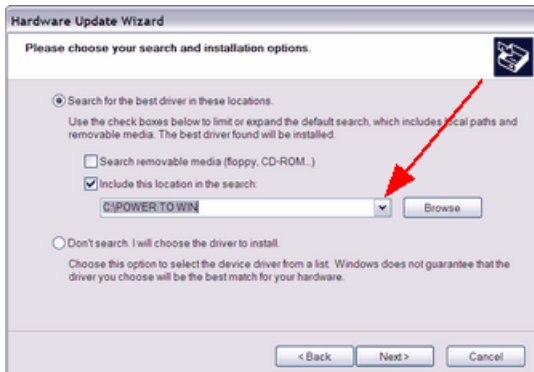 Hardware Update Wizard
Please choose your search and installation options.
Search for the best driver in these locations.
Use the check boxes below to limit or expand the default search, which includes local paths and
removable media. The best driver found will be installed.
Search removable media (floppy, CD-ROM...)
Include this location in the search:
C:\POWER TO WIN
Browse
Don't search. I will choose the driver to install.
Choose this option to select the device driver from a list. Windows does not guarantee that the
driver you choose will be the best match for your hardware.
< Back
Next >
Cancel